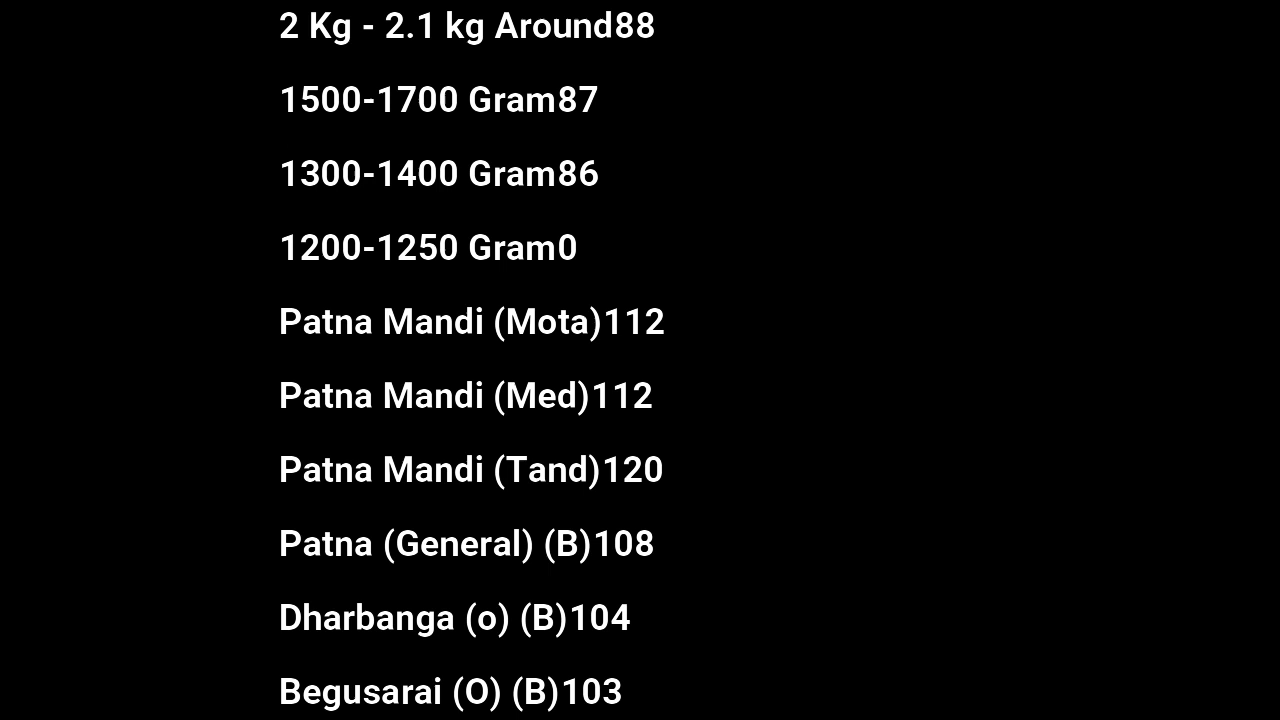 2 Kg - 2.1 kg Around88
1500-1700 Gram87
1300-1400 Gram86
1200-1250 Gram0
Patna Mandi (Mota)112
Patna Mandi (Med)112
Patna Mandi (Tand)120
Patna (General) (B)108
Dharbanga (o) (B)104
Begusarai (O) (B)103